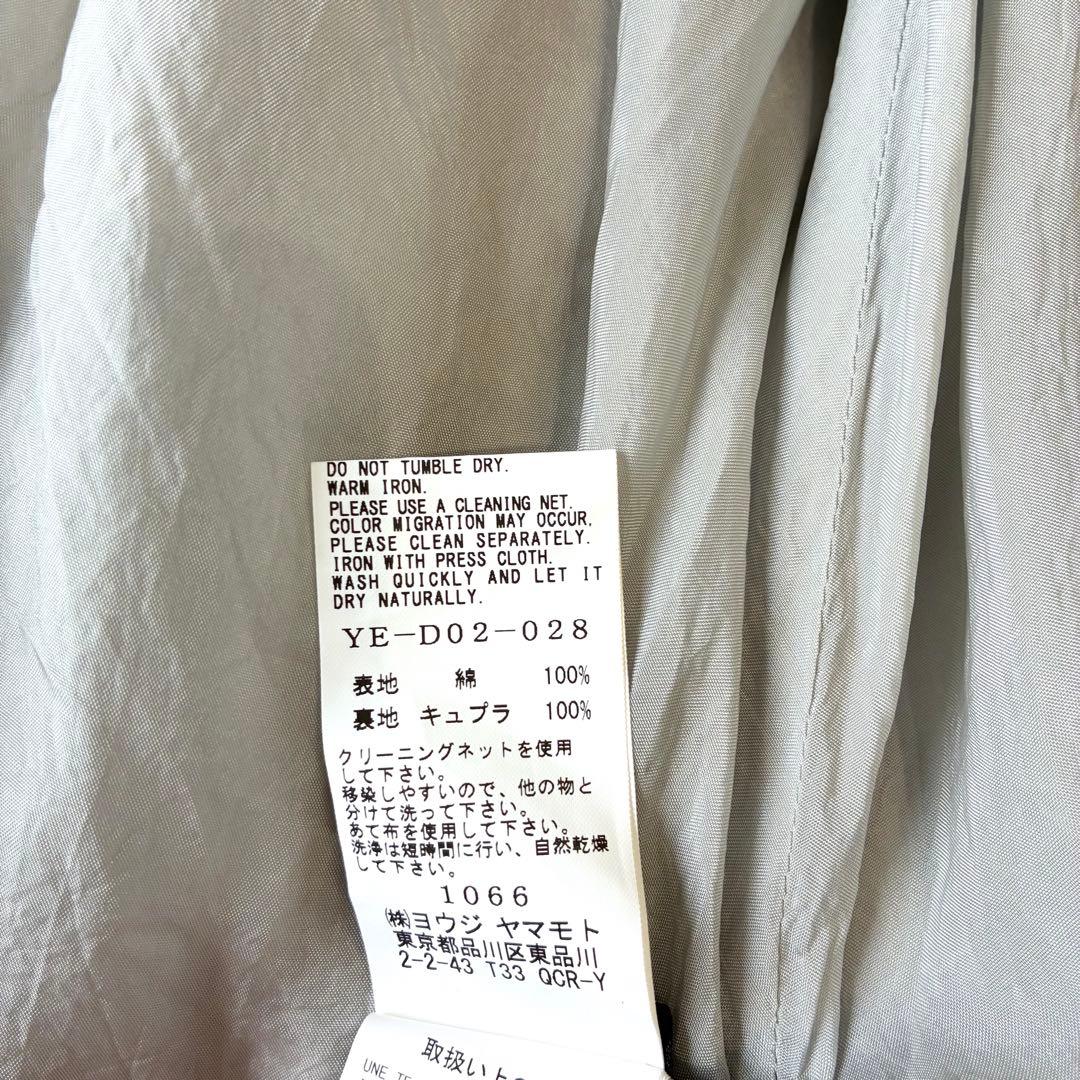 DO NOT TUMBLE DRY.
WARM IRON.
PLEASE USE A CLEANING NET.
COLOR MIGRATION MAY OCCUR.
PLEASE CLEAN SEPARATELY.
IRON WITH PRESS CLOTH.
WASH QUICKLY AND LET IT
DRY NATURALLY.
YE-D02-028
表地 綿 100%
裏地 キュプラ 100%
クリーニングネットを使用
して下さい。
移染しやすいので、他の物と
分けて洗って下さい。
あて布を使用して下さい。
洗浄は短時間に行い、自然乾燥
して下さい。
1066
㈱ヨウジ ヤマモト
東京都品川区東品川
2-2-43 T33 QCR-Y
取扱い上の
UNE